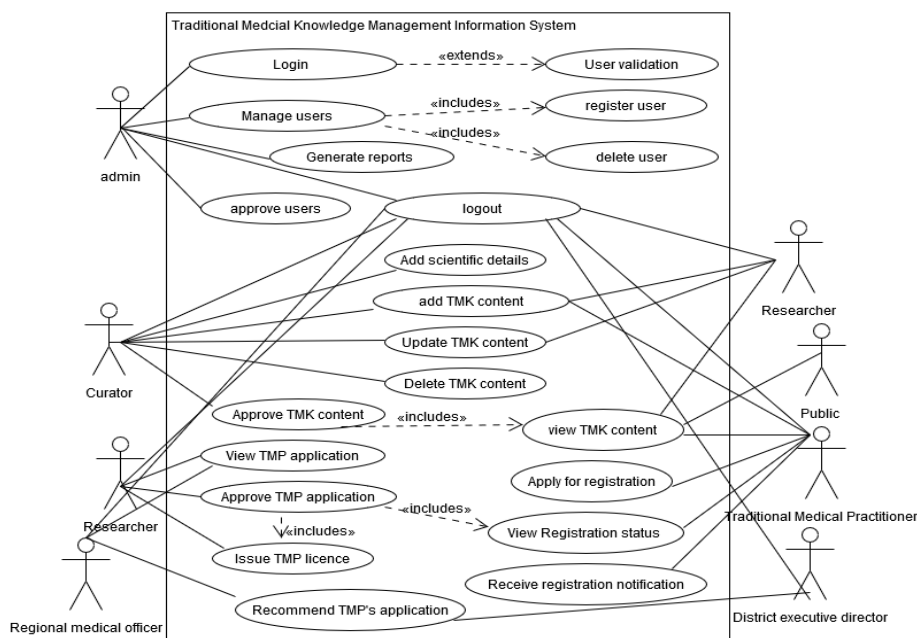 Traditional Medcial Knowledge Management Information System
Login
«extends»
User validation
Manage users
«includes»
register user
«includes»
delete user
Generate reports
admin
approve users
logout
Add scientific details
add TMK content
Researcher
Update TMK content
Delete TMK content
Curator
Approve TMK content
«includes»
view TMK content
Public
View TMP application
Apply for registration
Approve TMP application
«includes»
Traditional Medical Practitioner
Researcher
«includes»
View Registration status
Issue TMP licence
Receive registration notification
Recommend TMP's application
District executive director
Regional medical officer